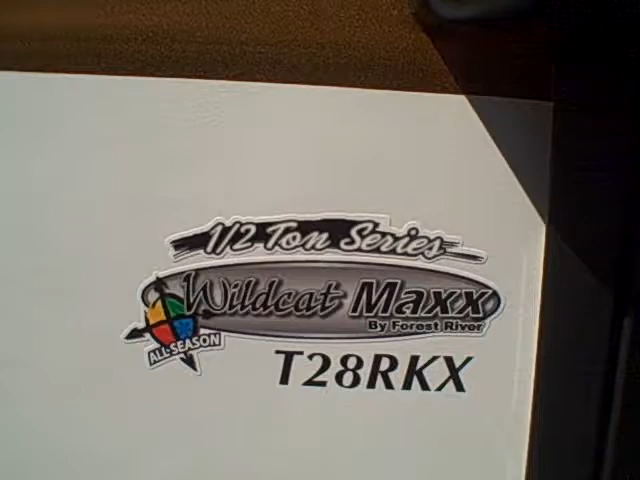 1/2 Ton Series
Wildcat Maxx
By Forest River
ALL-SEASON
T28RKX